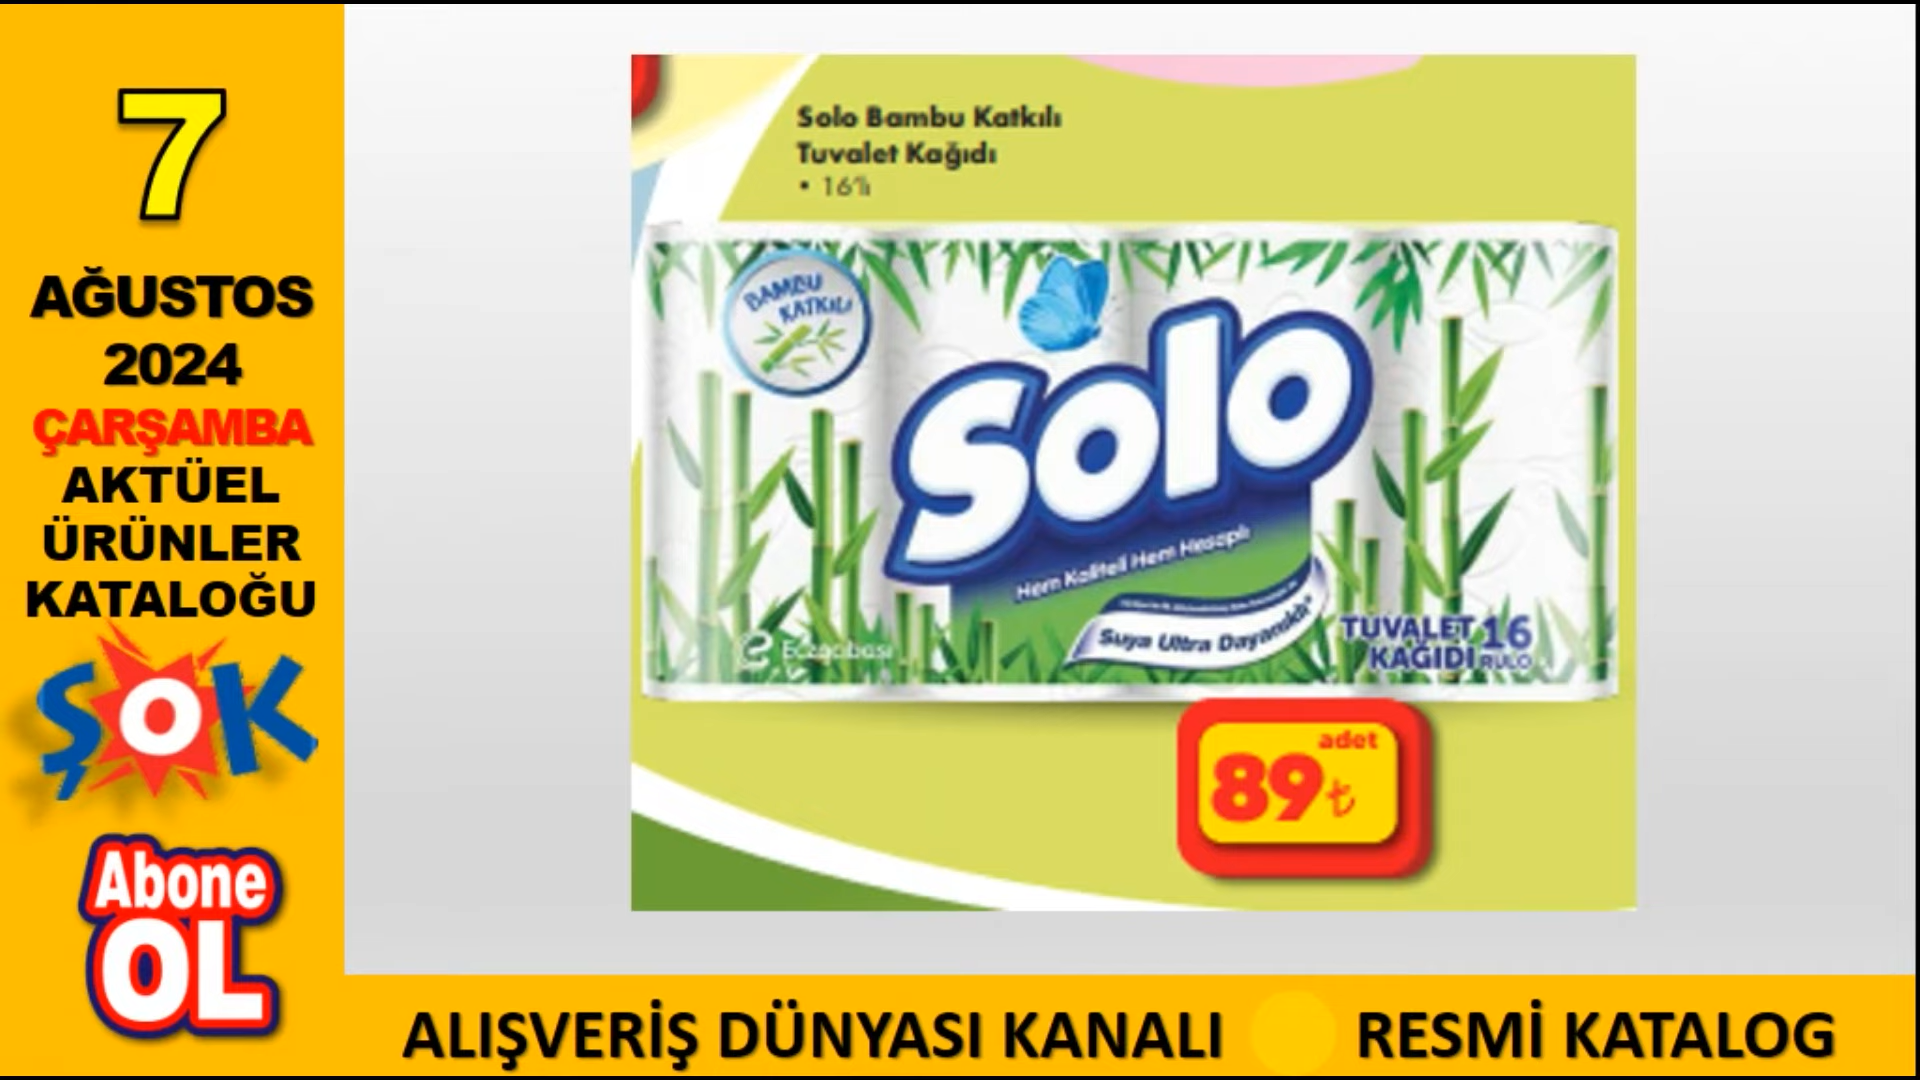 7
AĞUSTOS
2024
ÇARŞAMBA
AKTÜEL
ÜRÜNLER
KATALOĞU
ŞOK
Abone
OL
Solo Bambu Katkılı
Tuvalet Kağıdı
• 16'lı
BAMBU
KATKILI
Solo
Hem Kaliteli Hem Hesaplı
Suya Ultra Dayanıklı*
Eczacıbaşı
TUVALET 16
KAĞIDI RULO
adet
89₺
ALIŞVERİŞ DÜNYASI KANALI RESMİ KATALOG